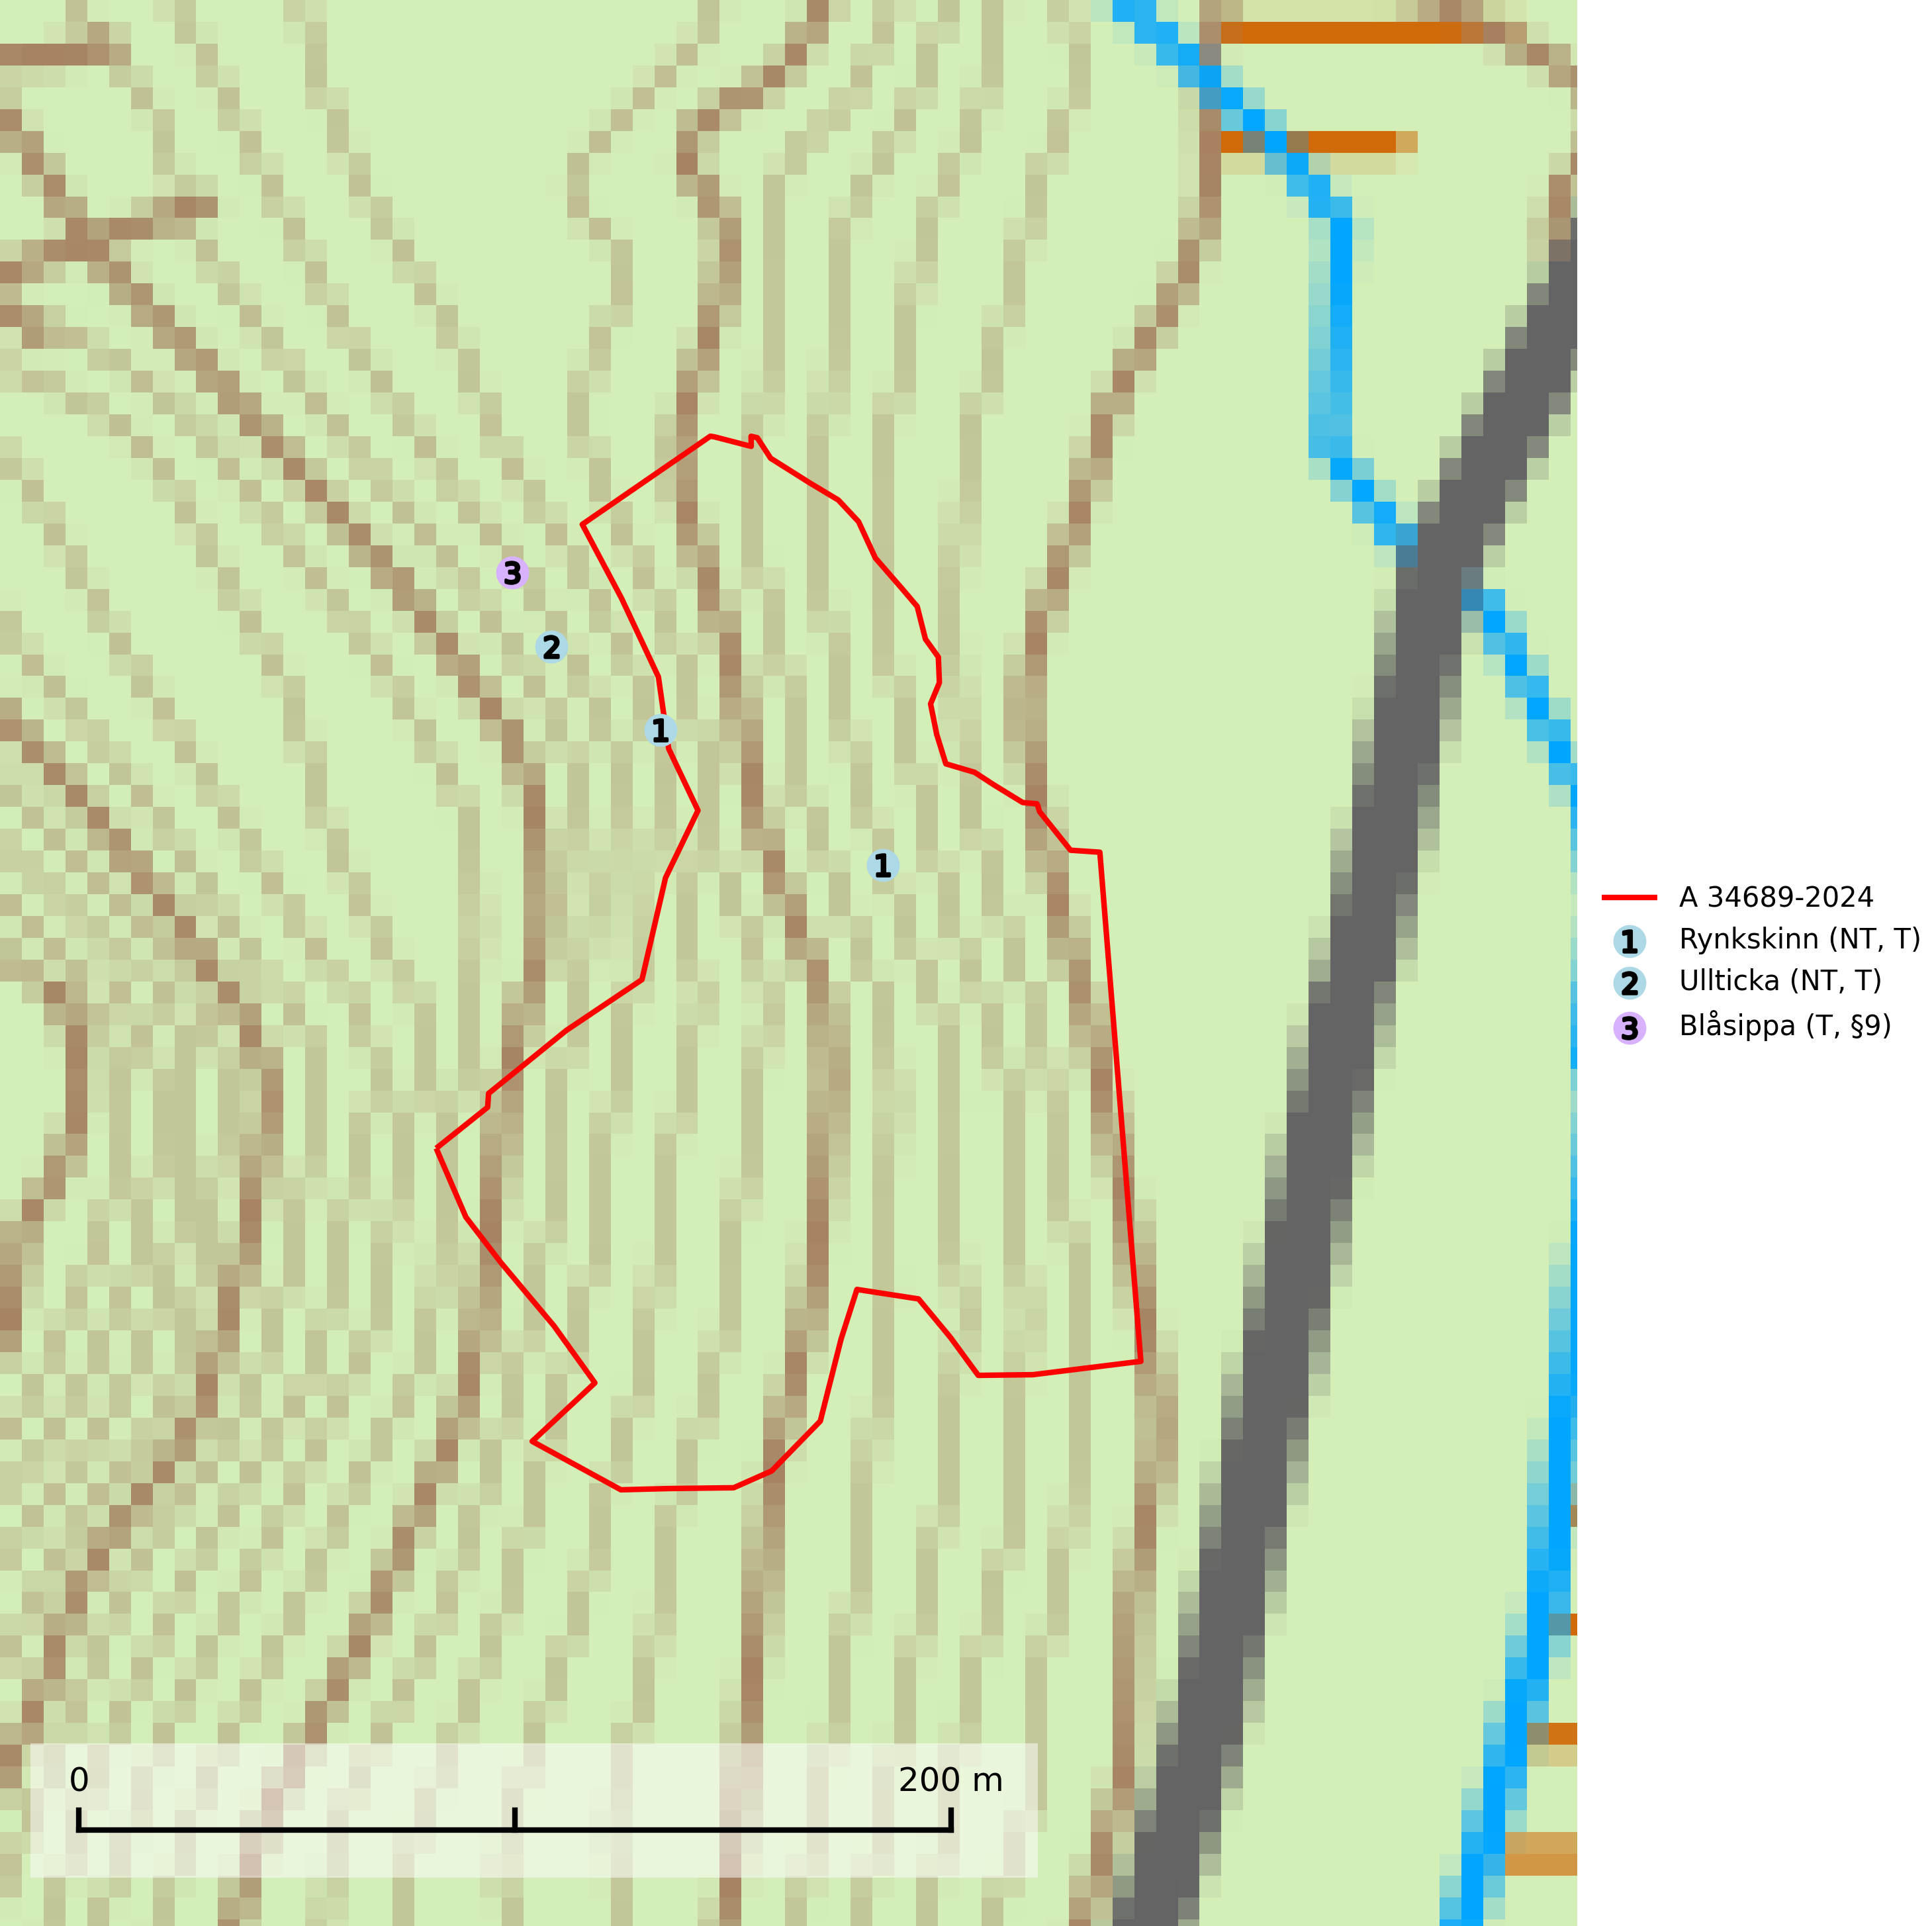 3
2
1
1
A 34689-2024
1 Rynkskinn (NT, T)
2 Ullticka (NT, T)
3 Blåsippa (T, §9)
0 200 m